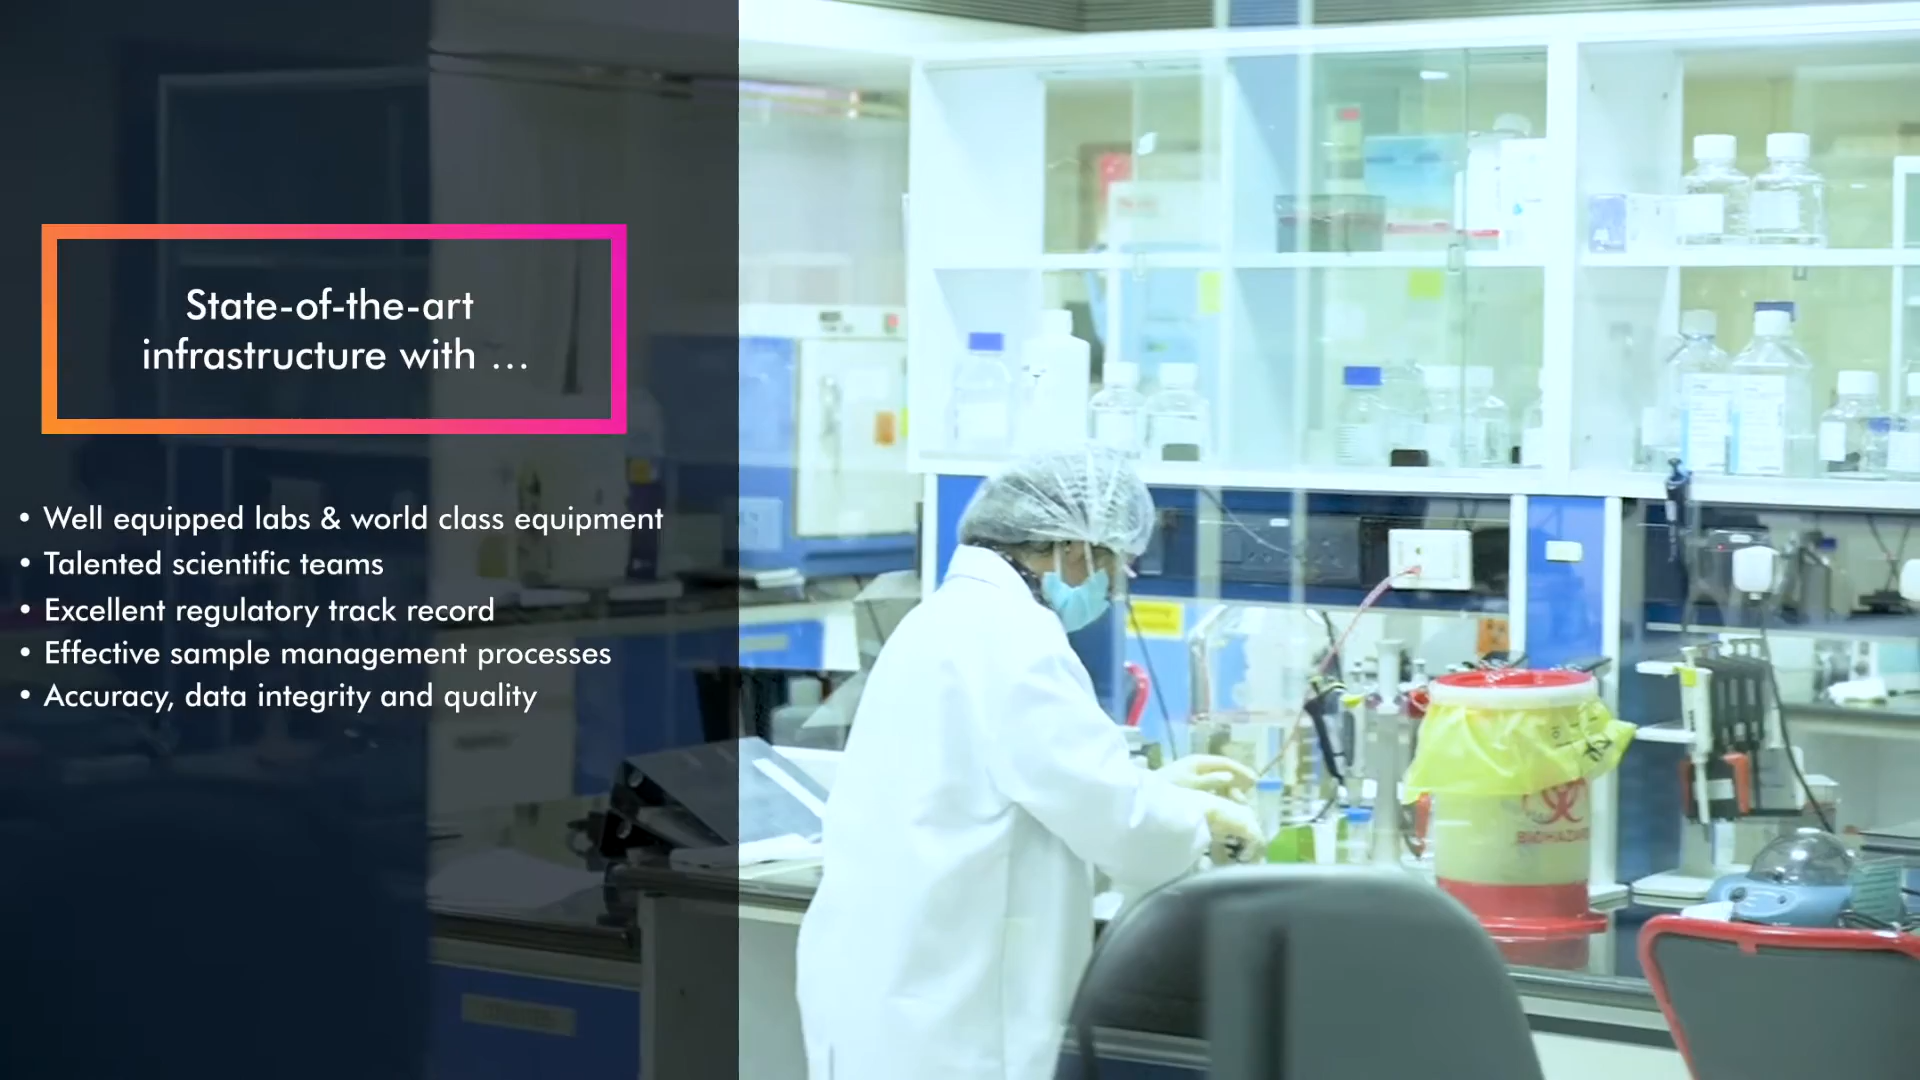 State-of-the-art
infrastructure with ...
• Well equipped labs & world class equipment
• Talented scientific teams
• Excellent regulatory track record
• Effective sample management processes
• Accuracy, data integrity and quality
BIOHAZARD